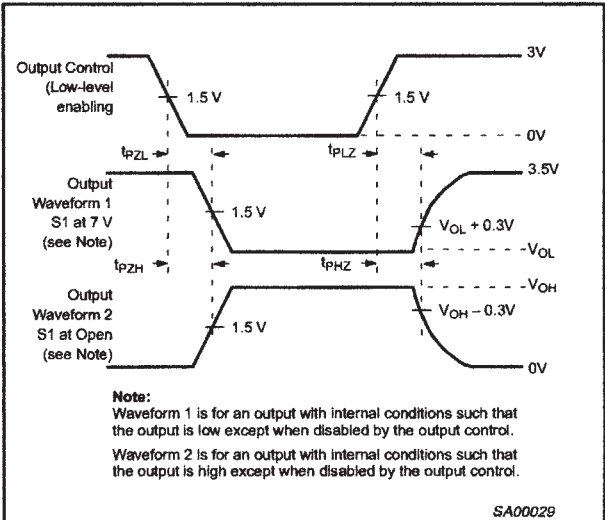 3V
Output Control
(Low-level
enabling
1.5 V
1.5 V
0V
tPZL
tPLZ
3.5V
Output
Waveform 1
S1 at 7 V
(see Note)
1.5 V
VOL + 0.3V
VOL
tPZH
tPHZ
VOH
Output
Waveform 2
S1 at Open
(see Note)
1.5 V
VOH – 0.3V
0V
Note:
Waveform 1 is for an output with internal conditions such that
the output is low except when disabled by the output control.
Waveform 2 is for an output with internal conditions such that
the output is high except when disabled by the output control.
SA00029